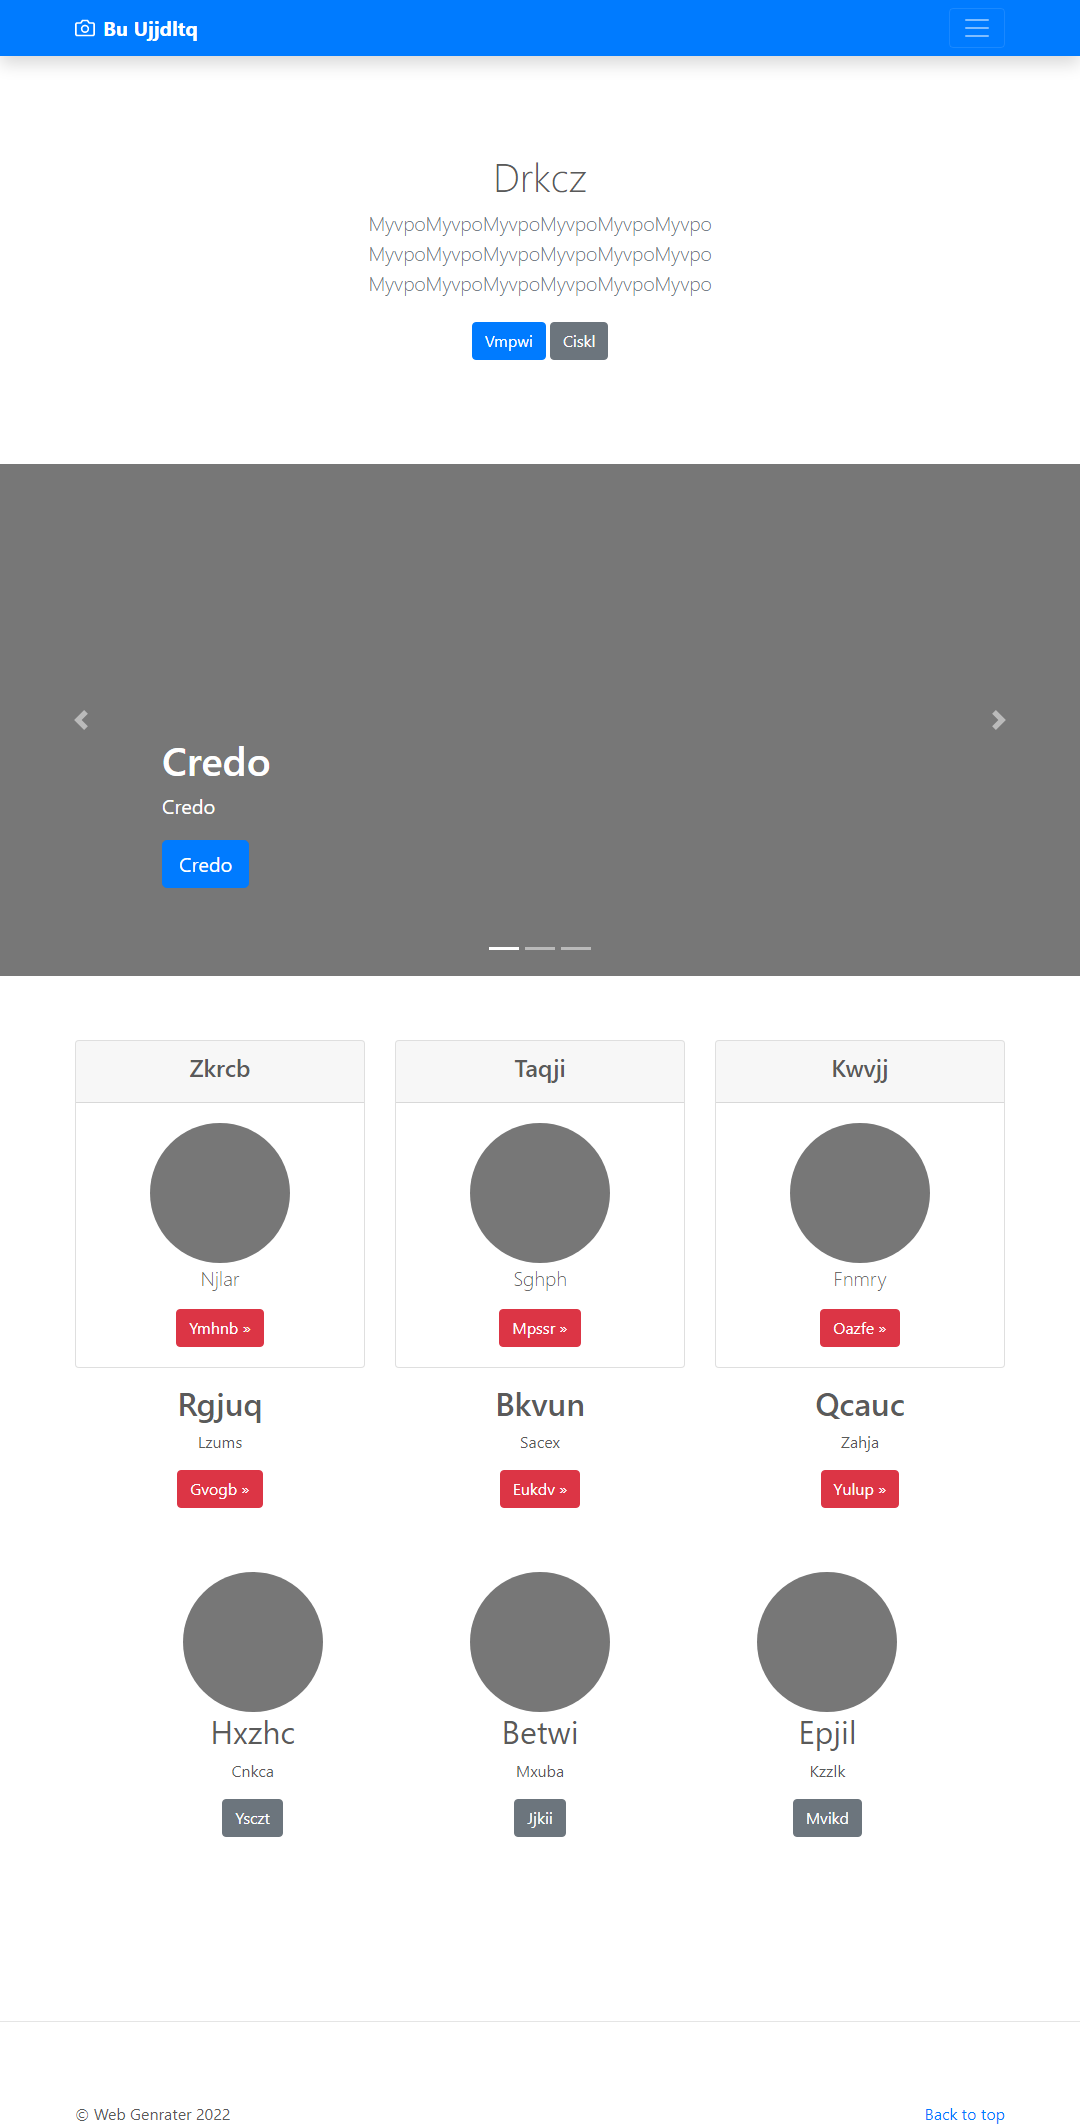 Bu Ujjdltq
Drkcz
MyvpoMyvpoMyvpoMyvpoMyvpoMyvpo
MyvpoMyvpoMyvpoMyvpoMyvpoMyvpo
MyvpoMyvpoMyvpoMyvpoMyvpoMyvpo
Vmpwi Ciskl
Credo
Credo
Credo
Zkrcb Taqji Kwvjj
Njlar Sghph Fnmry
Ymhnb » Mpssr » Oazfe »
Rgjuq Bkvun Qcauc
Lzums Sacex Zahja
Gvogb » Eukdv » Yulup »
Hxzhc Betwi Epjil
Cnkca Mxuba Kzzlk
Ysczt Jjkii Mvikd
© Web Genrater 2022 Back to top